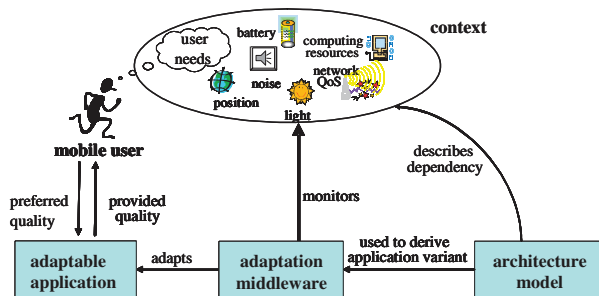 context
user
needs
battery
computing
resources
noise
network
QoS
position
light
mobile user
describes
dependency
preferred
quality
provided
quality
monitors
adaptable
application
adapts
adaptation
middleware
used to derive
application variant
architecture
model